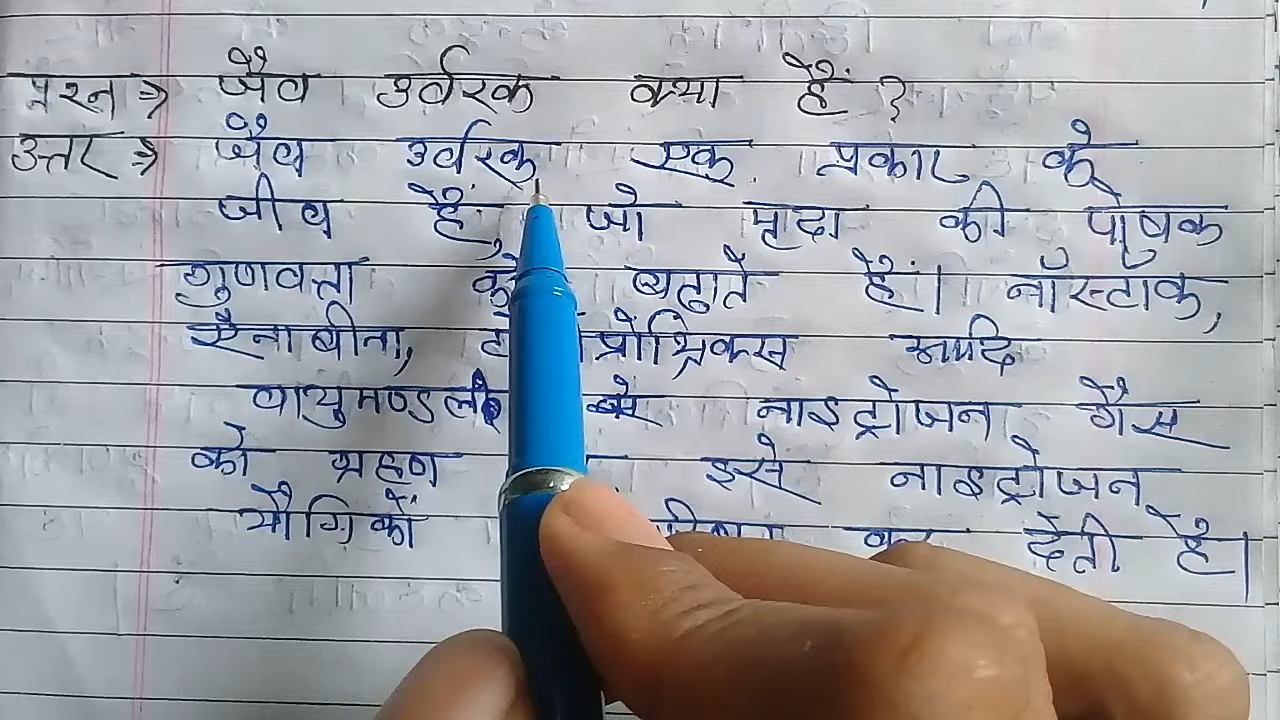 प्रश्न ⇒ जैव उर्वरक क्या हैं ?
उत्तर ⇒ जैव उर्वरक एक प्रकार के
जीव हैं, जो मृदा की पोषक
गुणवत्ता को बढ़ाते हैं। नॉस्टॉक,
ऐनाबीना, आदि
वायुमण्डल से नाइट्रोजन गैस
को ग्रहण इसे नाइट्रोजन
यौगिकों कर देती है।